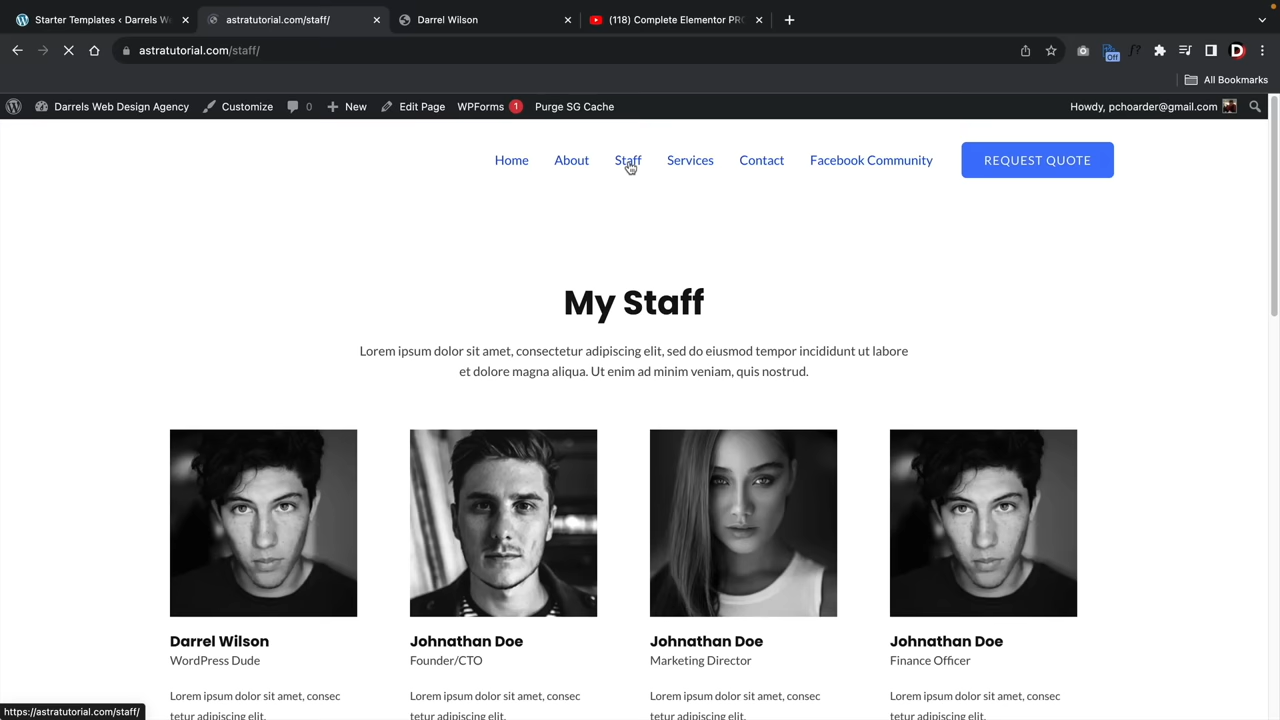 Starter Templates ‹ Darrels We
astratutorial.com/staff/
Darrel Wilson
(118) Complete Elementor PRO
astratutorial.com/staff/
Off
All Bookmarks
Darrels Web Design Agency
Customize
0
New
Edit Page
WPForms 1
Purge SG Cache
Howdy, pchoarder@gmail.com
Home
About
Staff
Services
Contact
Facebook Community
REQUEST QUOTE
My Staff
Lorem ipsum dolor sit amet, consectetur adipiscing elit, sed do eiusmod tempor incididunt ut labore
et dolore magna aliqua. Ut enim ad minim veniam, quis nostrud.
Darrel Wilson
WordPress Dude
Lorem ipsum dolor sit amet, consec
tetur adipiscing elit.
Johnathan Doe
Founder/CTO
Lorem ipsum dolor sit amet, consec
tetur adipiscing elit.
Johnathan Doe
Marketing Director
Lorem ipsum dolor sit amet, consec
tetur adipiscing elit.
Johnathan Doe
Finance Officer
Lorem ipsum dolor sit amet, consec
tetur adipiscing elit.
https://astratutorial.com/staff/